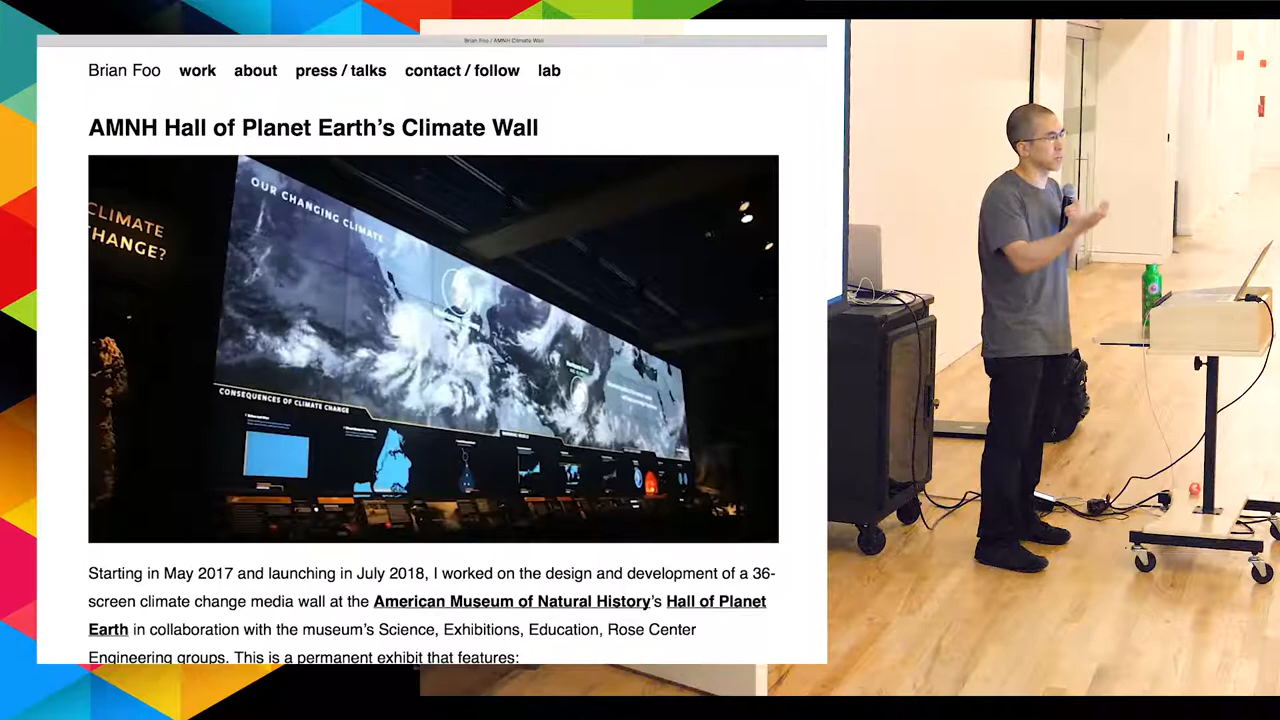 Brian Foo / AMNH Climate Wall
Brian Foo work about press / talks contact / follow lab
AMNH Hall of Planet Earth's Climate Wall
CLIMATE
HANGE?
OUR CHANGING CLIMATE
CONSEQUENCES OF CLIMATE CHANGE
Starting in May 2017 and launching in July 2018, I worked on the design and development of a 36-
screen climate change media wall at the American Museum of Natural History's Hall of Planet
Earth in collaboration with the museum's Science, Exhibitions, Education, Rose Center
Engineering groups. This is a permanent exhibit that features: